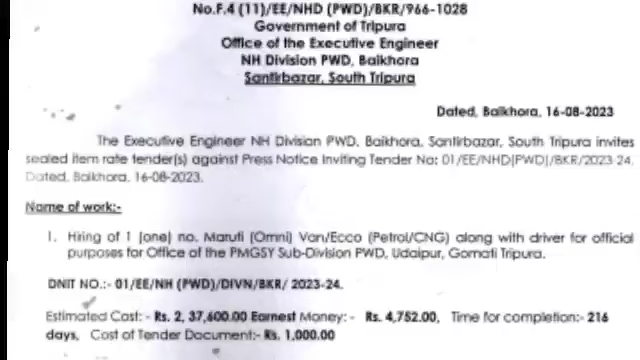 No.F.4 (11)/EE/NHD (PWD)/BKR/966-1028
Government of Tripura
Office of the Executive Engineer
NH Division PWD, Baikhora
Santirbazar, South Tripura
Dated, Baikhora, 16-08-2023
The Executive Engineer NH Division PWD, Baikhora, Santirbazar, South Tripura invites
sealed item rate tender(s) against Press Notice Inviting Tender No: 01/EE/NHD(PWD)/BKR/2023-24,
Dated, Baikhora, 16-08-2023.
Name of work:-
1. Hiring of 1 (one) no. Maruti (Omni) Van/Ecco (Petrol/CNG) along with driver for official
purposes for Office of the PMGSY Sub-Division PWD, Udaipur, Gomati Tripura.
DNIT NO.:- 01/EE/NH (PWD)/DIVN/BKR/ 2023-24.
Estimated Cost: - Rs. 2, 37,600.00 Earnest Money: - Rs. 4,752.00, Time for completion:- 216
days, Cost of Tender Document:- Rs. 1,000.00